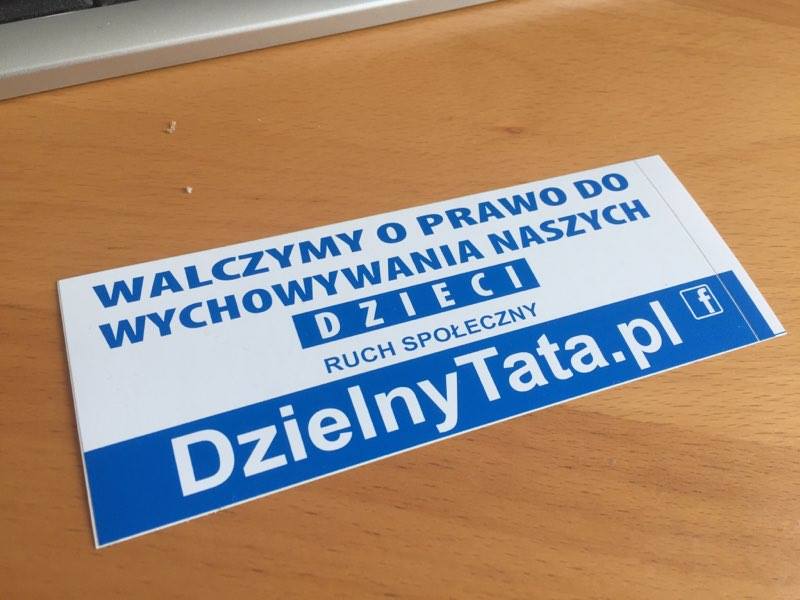 WALCZYMY O PRAWO DO
WYCHOWYWANIA NASZYCH
DZIECI
RUCH SPOŁECZNY
DzielnyTata.pl f